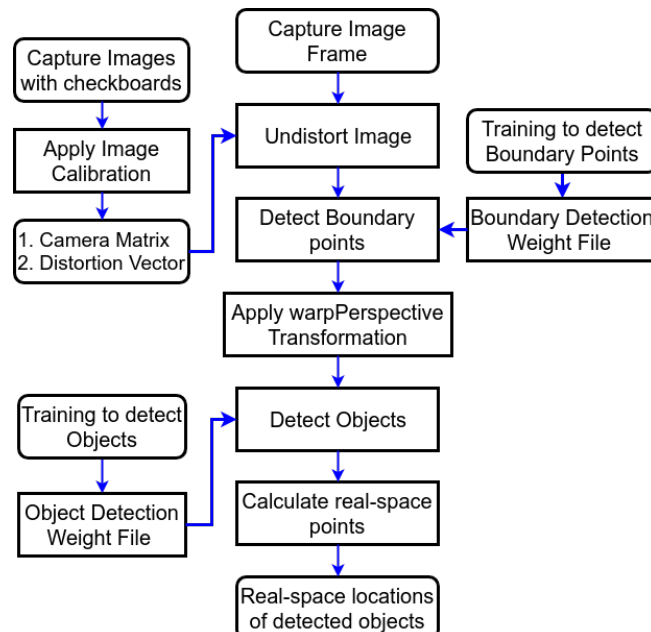 Capture Images
with checkboards
Apply Image
Calibration
1. Camera Matrix
2. Distortion Vector
Capture Image
Frame
Undistort Image
Training to detect
Boundary Points
Detect Boundary
points
Boundary Detection
Weight File
Apply warpPerspective
Transformation
Training to detect
Objects
Object Detection
Weight File
Detect Objects
Calculate real-space
points
Real-space locations
of detected objects